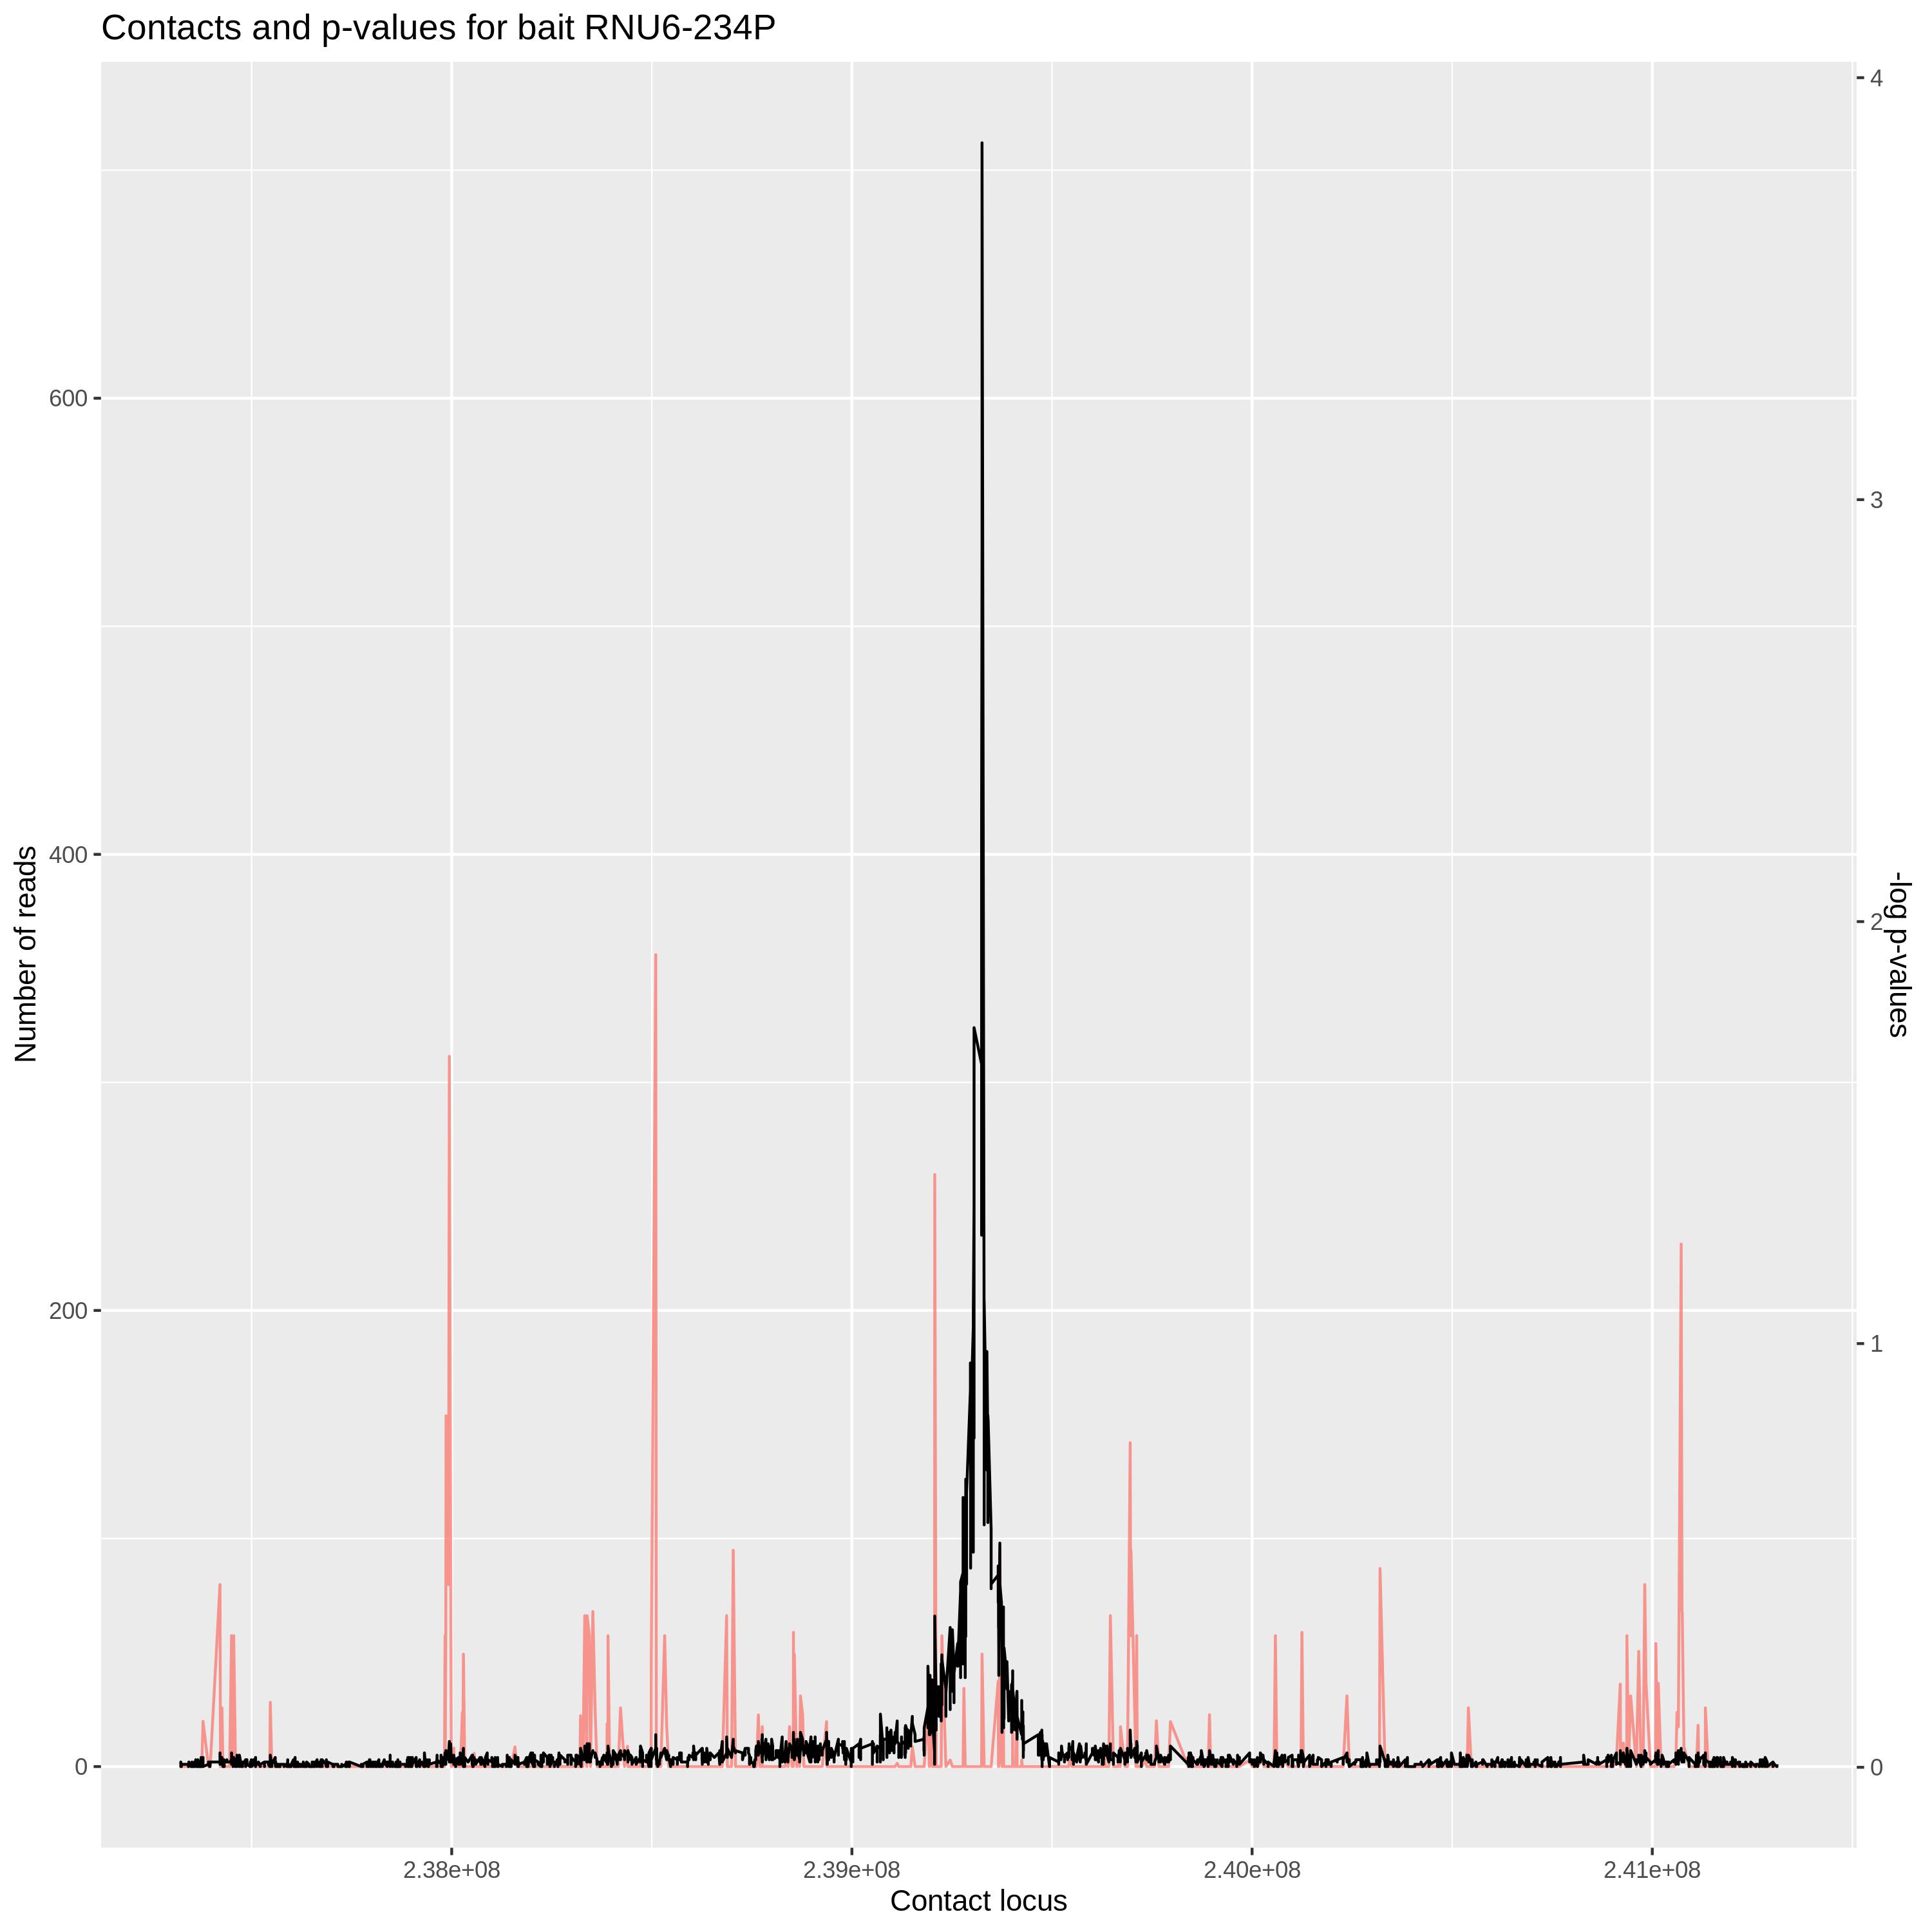 Contacts and p-values for bait RNU6-234P
4
3
2
1
0
600
400
200
0
Number of reads
-log p-values
2.38e+08 2.39e+08 2.40e+08 2.41e+08
Contact locus